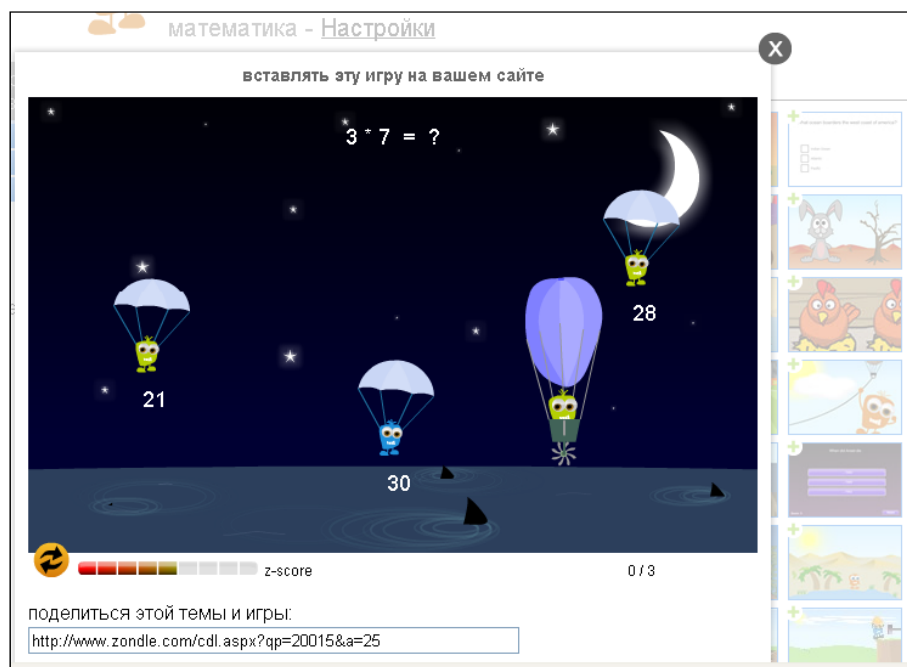 математика - Настройки
вставлять эту игру на вашем сайте
3 * 7 = ?
28
21
30
z-score
0 / 3
поделиться этой темы и игры:
http://www.zondle.com/cdl.aspx?qp=20015&a=25